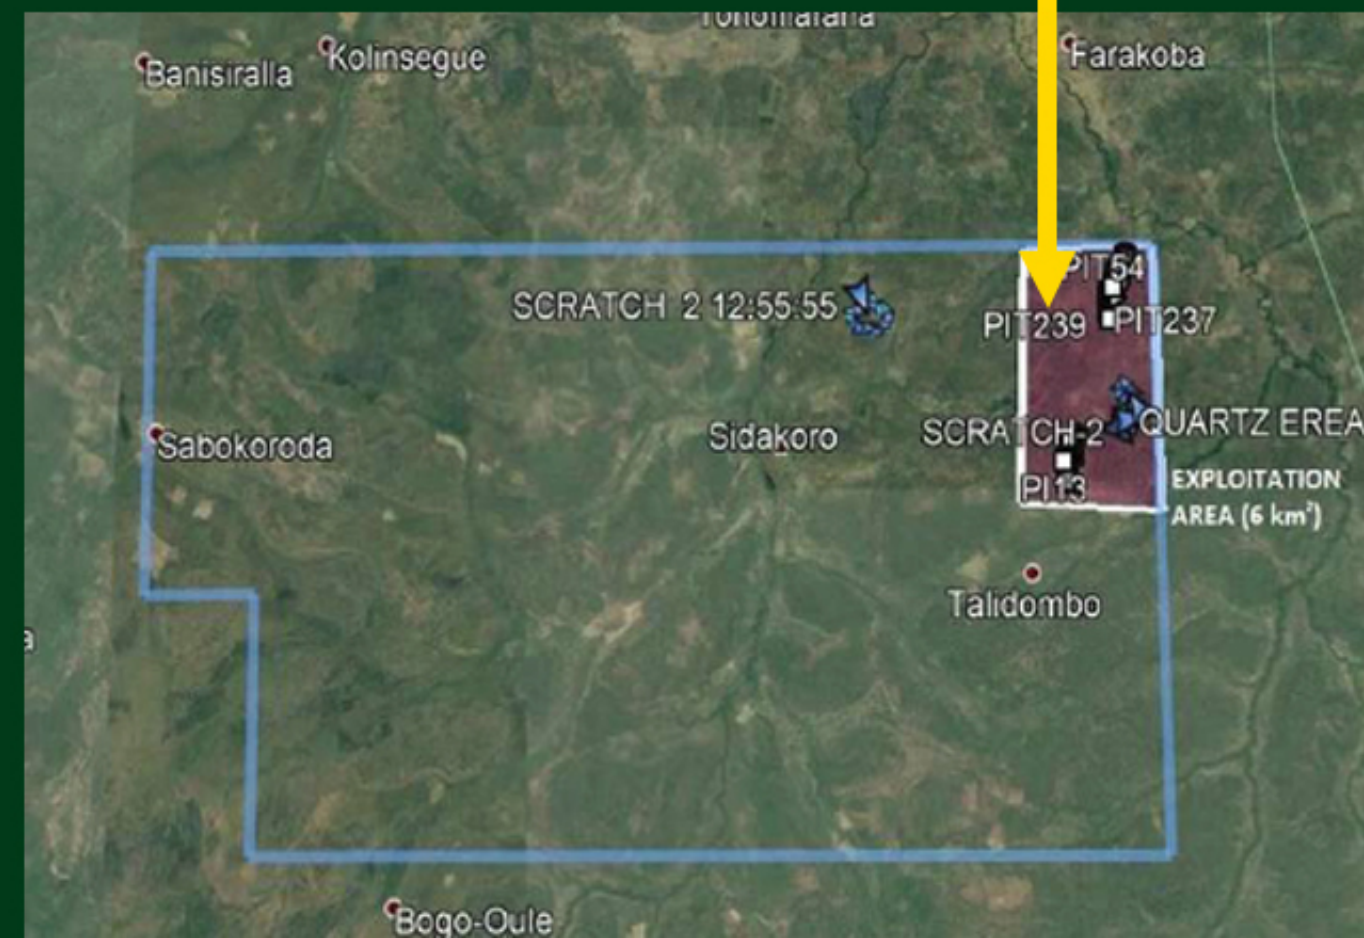 Banisiralla
Kolinsegue
Farakoba
PIT54
SCRATCH 2 12:55:55
PIT239
PIT237
Sabokoroda
Sidakoro
SCRATCH-2
QUARTZ EREA
PI13
EXPLOITATION
AREA (6 km²)
Talidombo
Bogo-Oule